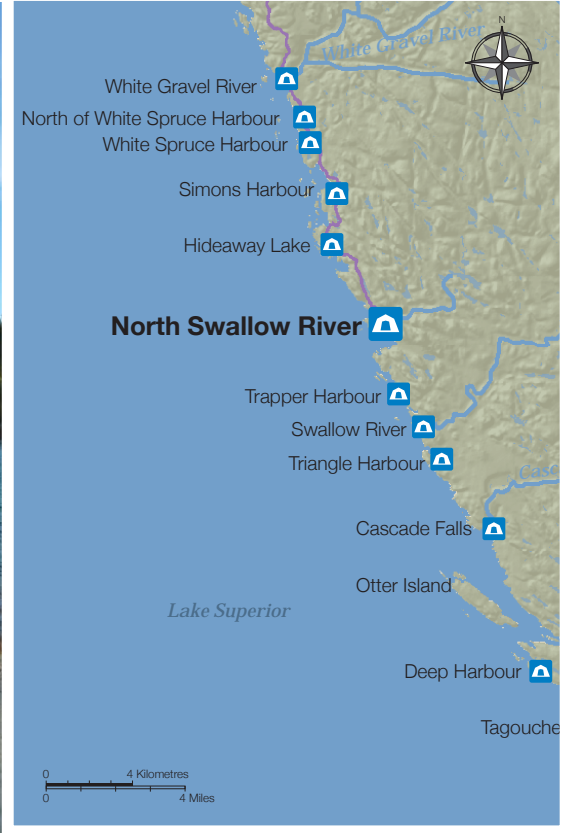 N
White Gravel River
White Gravel River
North of White Spruce Harbour
White Spruce Harbour
Simons Harbour
Hideaway Lake
North Swallow River
Trapper Harbour
Swallow River
Triangle Harbour
Casc
Cascade Falls
Otter Island
Lake Superior
Deep Harbour
Tagouche
0 4 Kilometres
0 4 Miles